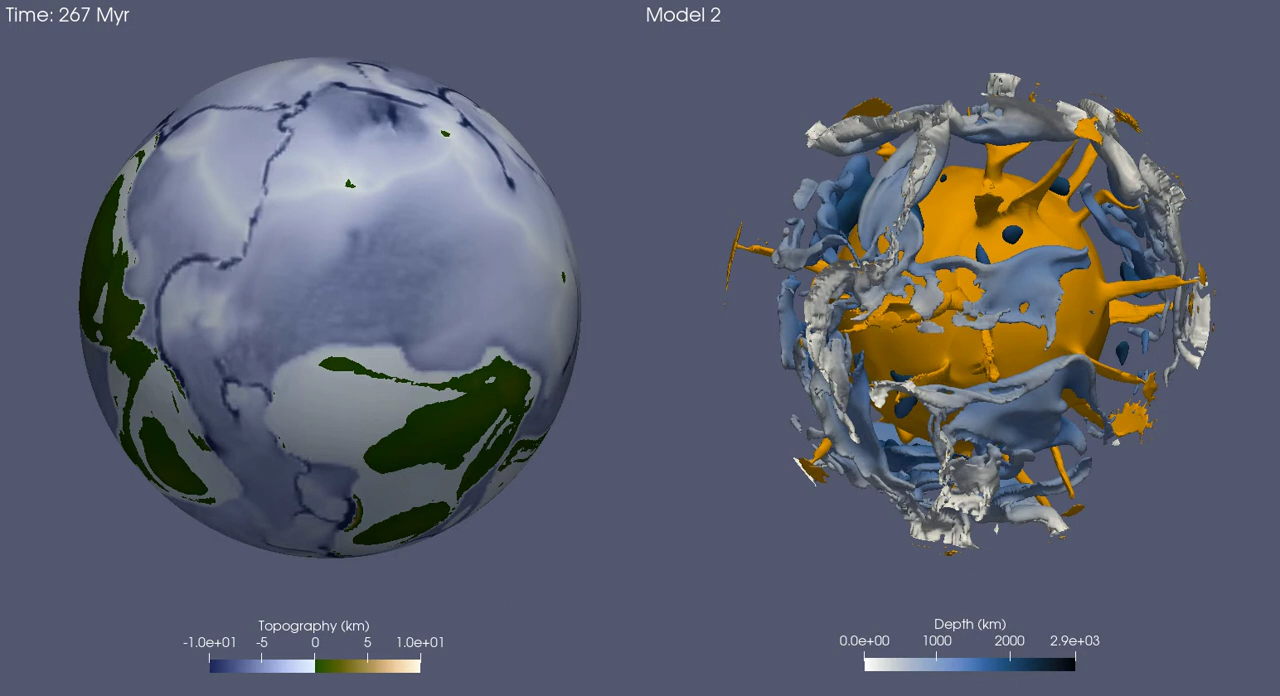 Time: 267 Myr
Model 2
Topography (km)
-1.0e+01 -5 0 5 1.0e+01
Depth (km)
0.0e+00 1000 2000 2.9e+03